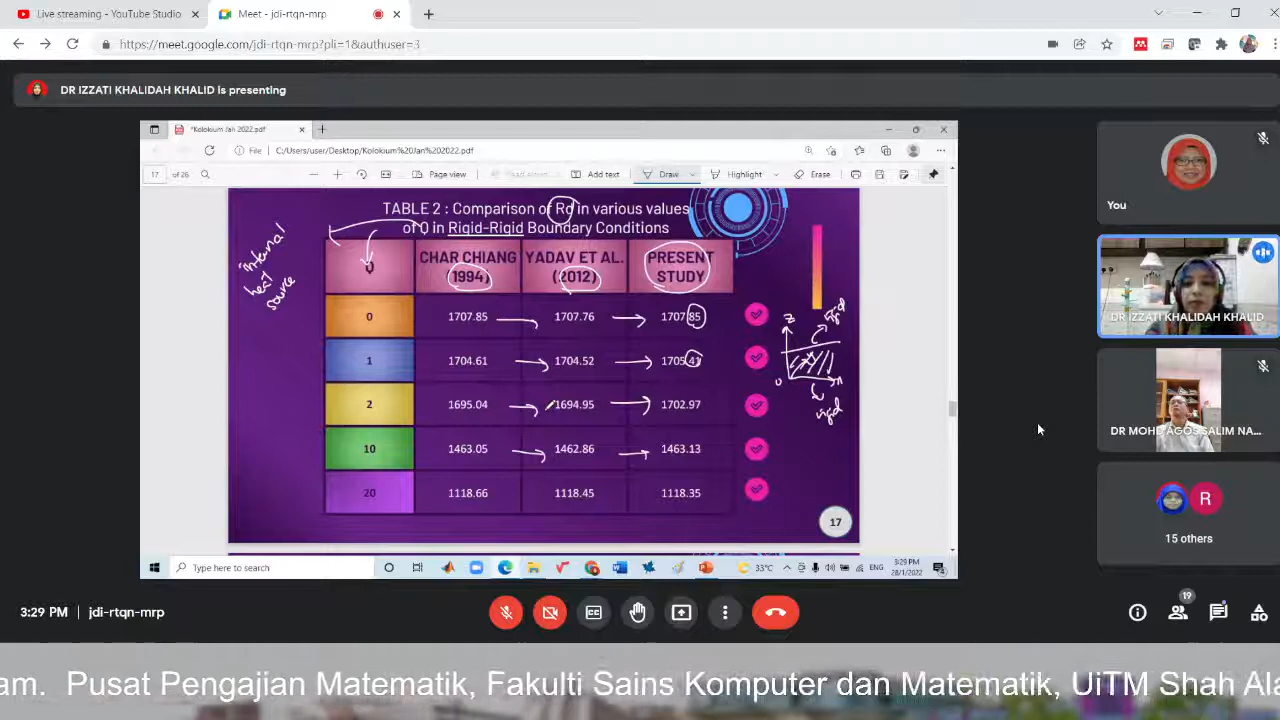 Live streaming - YouTube Studio
Meet - jdi-rtqn-mrp
https://meet.google.com/jdi-rtqn-mrp?pli=1&authuser=3
DR IZZATI KHALIDAH KHALID is presenting
*Kolokium Jan 2022.pdf
File C:/Users/user/Desktop/Kolokium%20Jan%202022.pdf
17 of 26 Page view Add text Draw Highlight Erase
TABLE 2 : Comparison of Rd in various values
of Q in Rigid-Rigid Boundary Conditions
internal
heat
source
Q CHAR CHIANG 1994) YADAV ET AL. (2012) PRESENT STUDY
0 1707.85 1707.76 1707.85
1 1704.61 1704.52 1705.41
2 1695.04 1694.95 1702.97
10 1463.05 1462.86 1463.13
20 1118.66 1118.45 1118.35
z
rigid
0
rigid
17
Type here to search
33°C ENG 3:29 PM
28/1/2022
You
DR IZZATI KHALIDAH KHALID
DR MOHD AGOS SALIM NA...
R
15 others
3:29 PM | jdi-rtqn-mrp
19
am. Pusat Pengajian Matematik, Fakulti Sains Komputer dan Matematik, UiTM Shah Ala